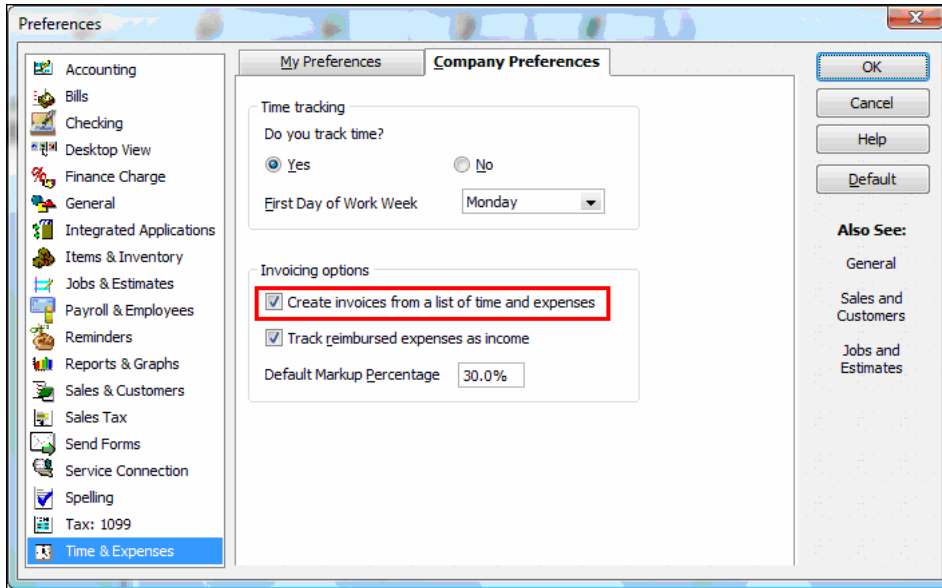 Preferences
Accounting
Bills
Checking
Desktop View
Finance Charge
General
Integrated Applications
Items & Inventory
Jobs & Estimates
Payroll & Employees
Reminders
Reports & Graphs
Sales & Customers
Sales Tax
Send Forms
Service Connection
Spelling
Tax: 1099
Time & Expenses
My Preferences
Company Preferences
Time tracking
Do you track time?
Yes
No
First Day of Work Week
Monday
Invoicing options
Create invoices from a list of time and expenses
Track reimbursed expenses as income
Default Markup Percentage
30.0%
OK
Cancel
Help
Default
Also See:
General
Sales and
Customers
Jobs and
Estimates